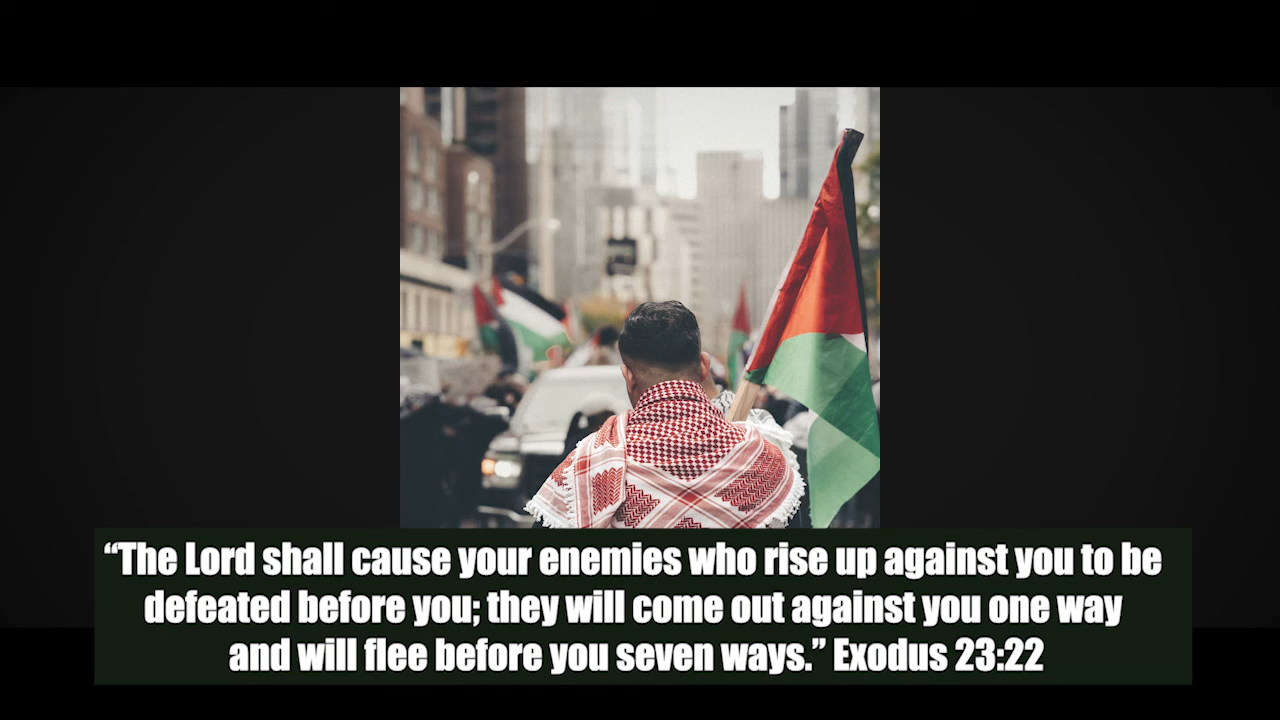 “The Lord shall cause your enemies who rise up against you to be
defeated before you; they will come out against you one way
and will flee before you seven ways.” Exodus 23:22